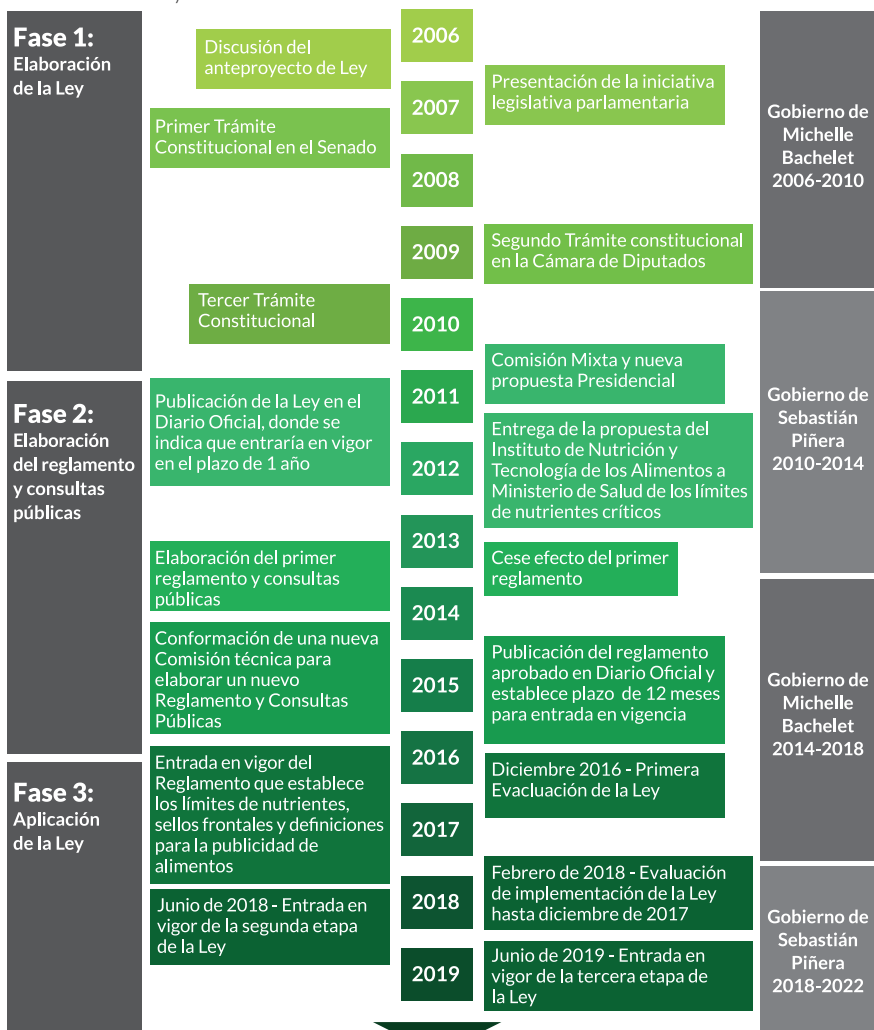 Fase 1:
Elaboración
de la Ley
Discusión del
anteproyecto de Ley
2006
Presentación de la iniciativa
legislativa parlamentaria
2007
Primer Trámite
Constitucional en el Senado
2008
Gobierno de
Michelle
Bachelet
2006-2010
2009
Segundo Trámite constitucional
en la Cámara de Diputados
Tercer Trámite
Constitucional
2010
Comisión Mixta y nueva
propuesta Presidencial
2011
Fase 2:
Elaboración
del reglamento
y consultas
públicas
Publicación de la Ley en el
Diario Oficial, donde se
indica que entraría en vigor
en el plazo de 1 año
2012
Entrega de la propuesta del
Instituto de Nutrición y
Tecnología de los Alimentos a
Ministerio de Salud de los límites
de nutrientes críticos
Gobierno de
Sebastián
Piñera
2010-2014
2013
Elaboración del primer
reglamento y consultas
públicas
Cese efecto del primer
reglamento
2014
Conformación de una nueva
Comisión técnica para
elaborar un nuevo
Reglamento y Consultas
Públicas
2015
Publicación del reglamento
aprobado en Diario Oficial y
establece plazo de 12 meses
para entrada en vigencia
Gobierno de
Michelle
Bachelet
2014-2018
2016
Fase 3:
Aplicación
de la Ley
Entrada en vigor del
Reglamento que establece
los límites de nutrientes,
sellos frontales y definiciones
para la publicidad de
alimentos
Diciembre 2016 - Primera
Evacluación de la Ley
2017
Febrero de 2018 - Evaluación
de implementación de la Ley
hasta diciembre de 2017
2018
Junio de 2018 - Entrada en
vigor de la segunda etapa
de la Ley
2019
Junio de 2019 - Entrada en
vigor de la tercera etapa de
la Ley
Gobierno de
Sebastián
Piñera
2018-2022